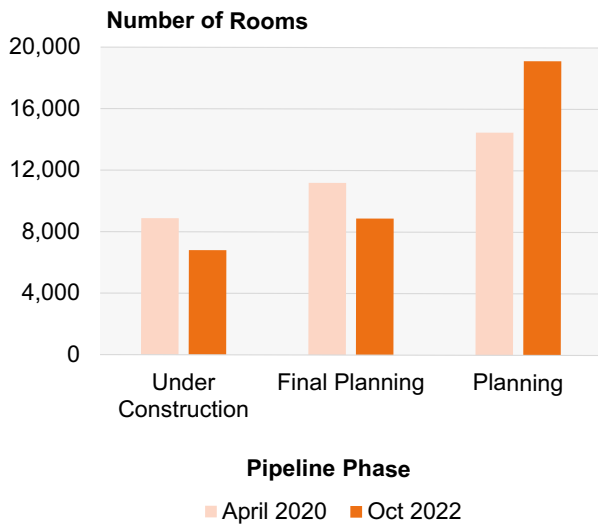 Number of Rooms
20,000
16,000
12,000
8,000
4,000
0
Under
Construction
Final Planning
Planning
Pipeline Phase
April 2020
Oct 2022